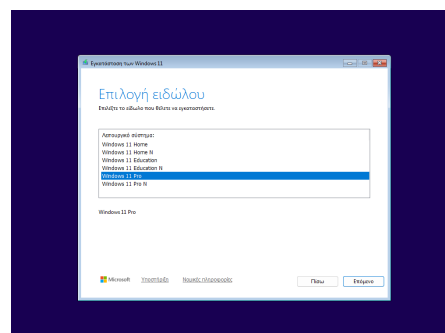 Εγκατάσταση των Windows 11
Επιλογή ειδώλου
Επιλέξτε το είδωλο που θέλετε να εγκαταστήσετε.
Λειτουργικό σύστημα:
Windows 11 Home
Windows 11 Home N
Windows 11 Education
Windows 11 Education N
Windows 11 Pro
Windows 11 Pro N
Windows 11 Pro
Microsoft Υποστήριξη Νομικές πληροφορίες Πίσω Επόμενο